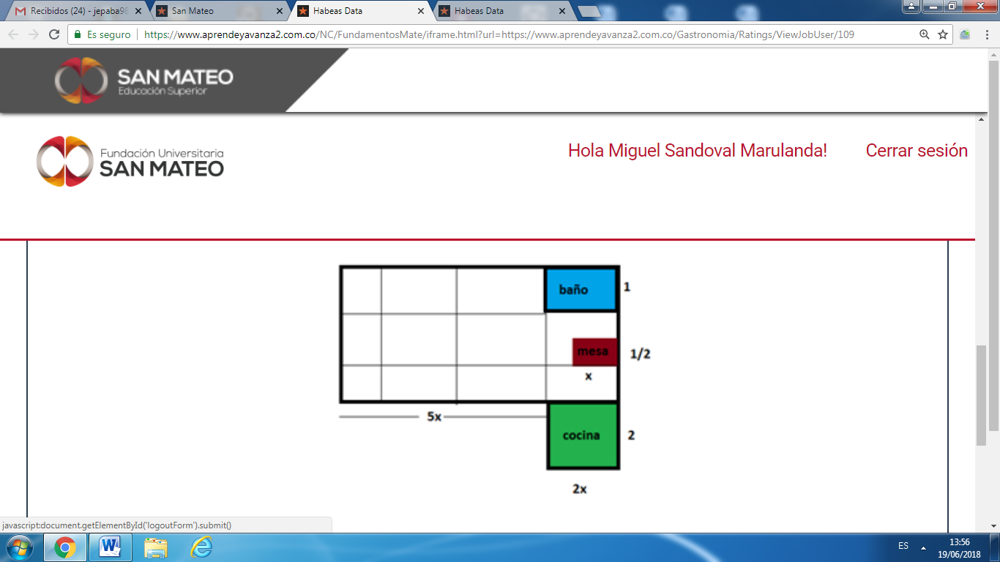 Recibidos (24) - jepaba98
San Mateo
Habeas Data
Habeas Data
Es seguro
https://www.aprendeyavanza2.com.co/NC/FundamentosMate/iframe.html?url=https://www.aprendeyavanza2.com.co/Gastronomia/Ratings/ViewJobUser/109
SAN MATEO
Educación Superior
Fundación Universitaria
SAN MATEO
Hola Miguel Sandoval Marulanda!
Cerrar sesión
baño
1
mesa
1/2
x
5x
cocina
2
2x
javascript:document.getElementById('logoutForm').submit()
ES
13:56
19/06/2018